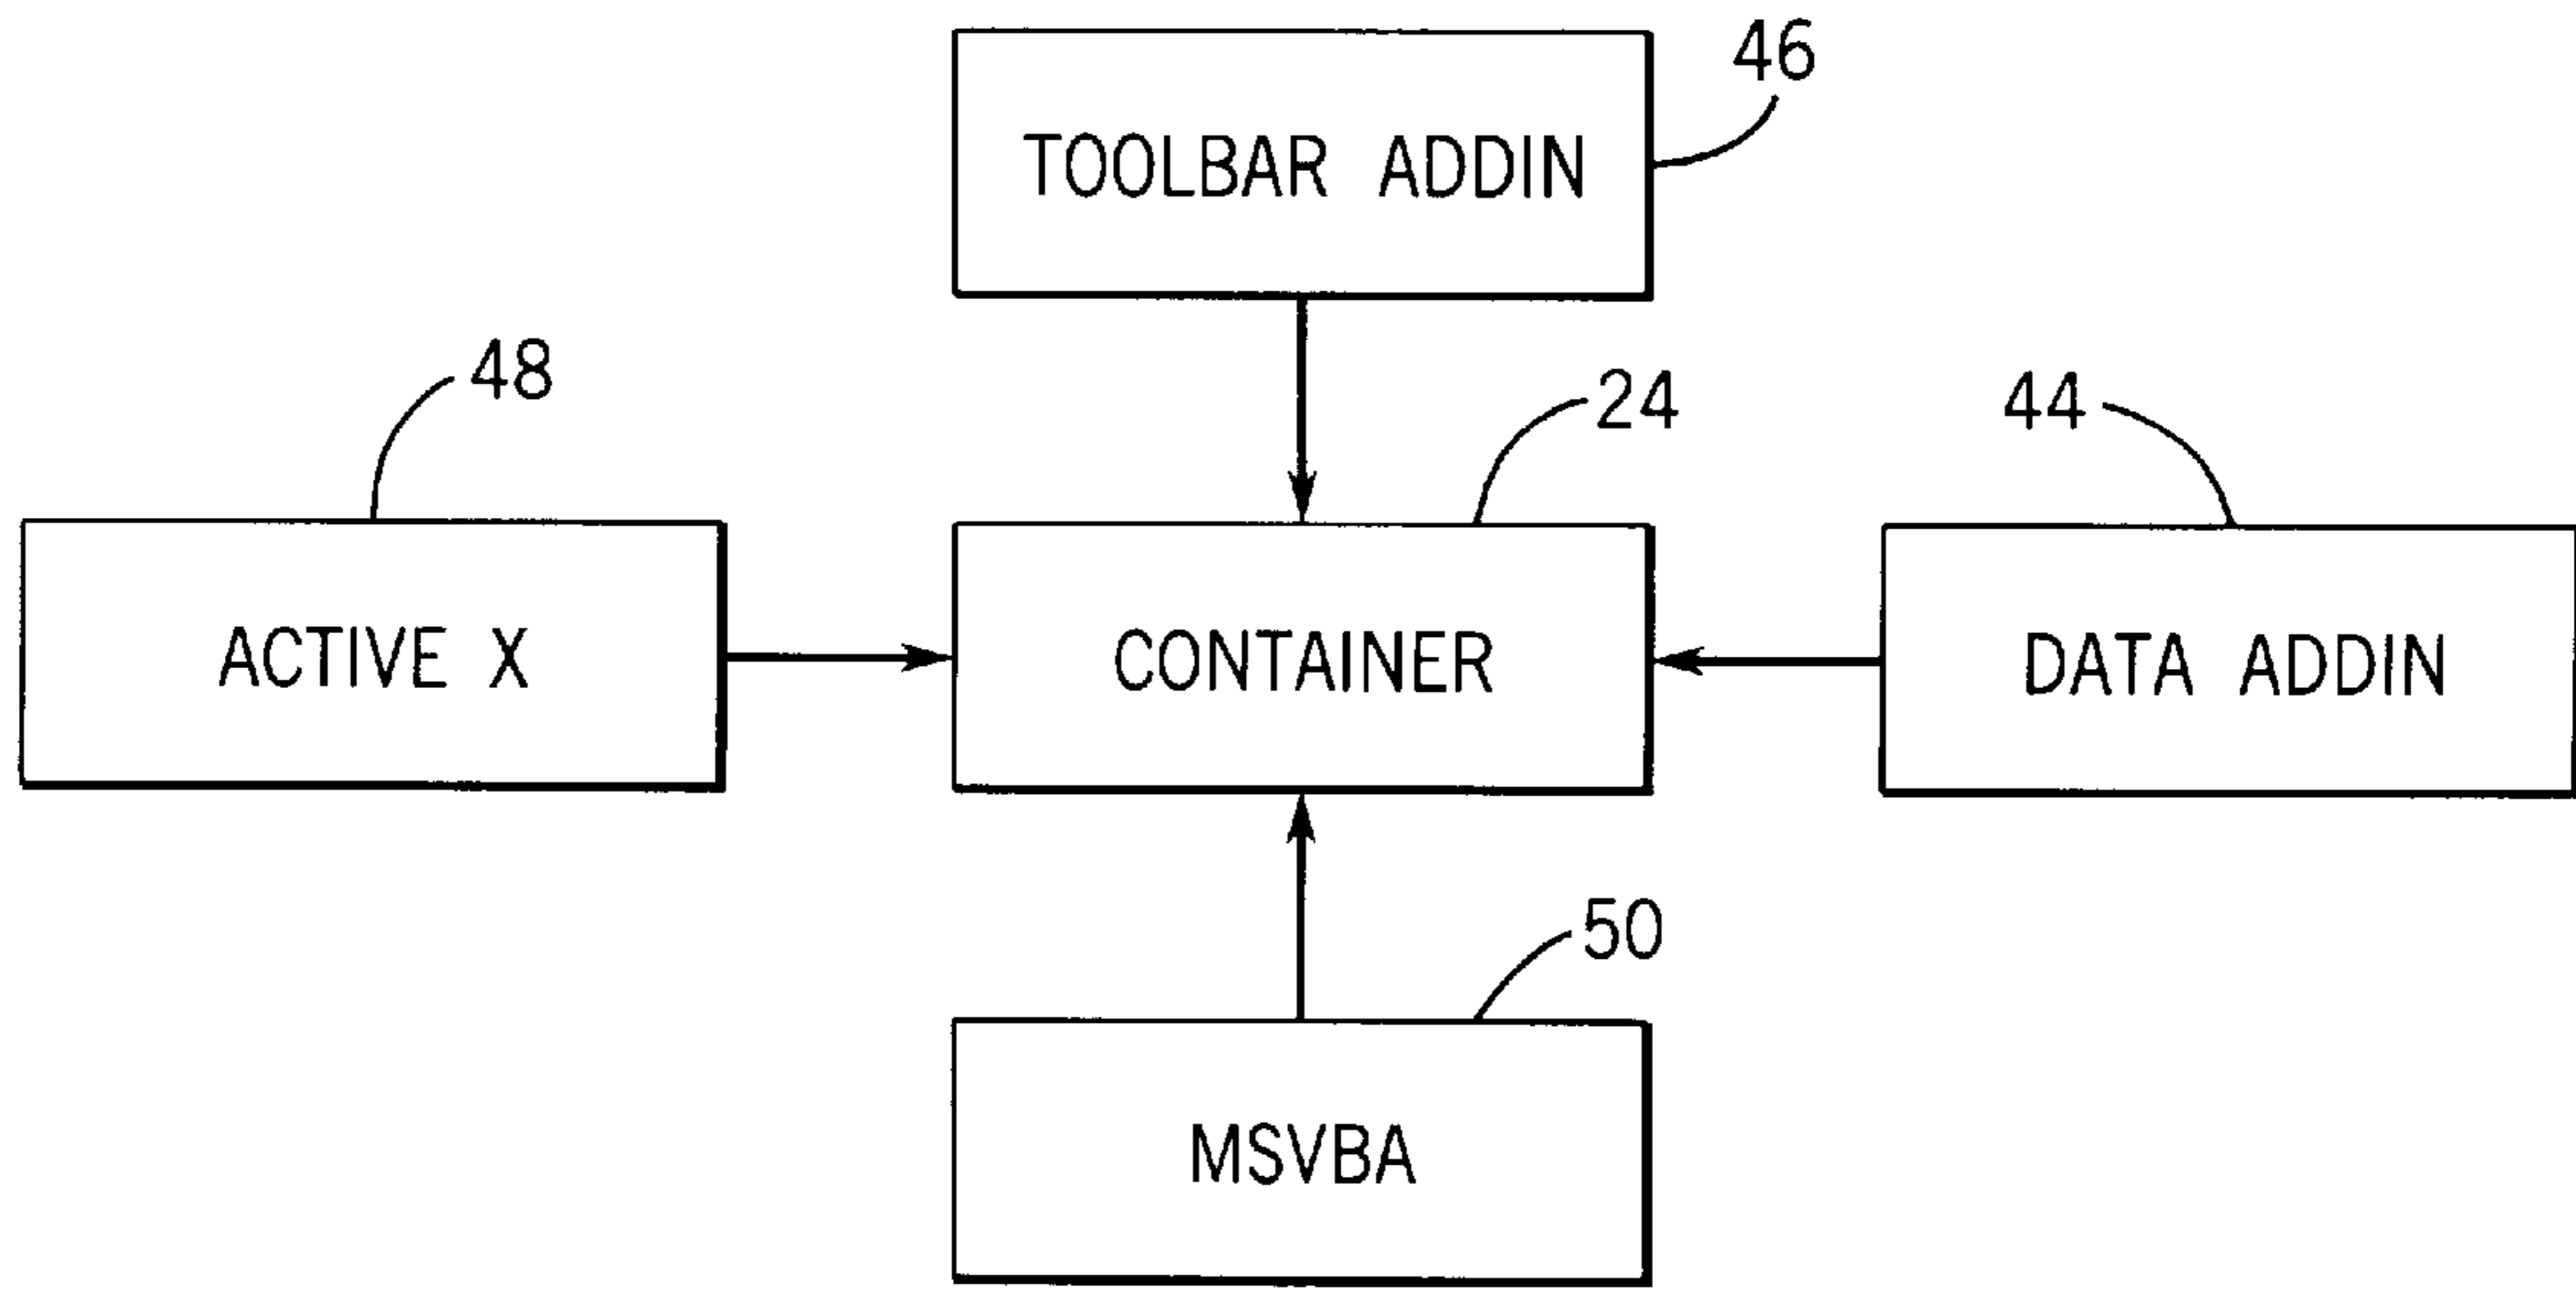 46
TOOLBAR ADDIN
48
24
44
ACTIVE X
CONTAINER
DATA ADDIN
50
MSVBA